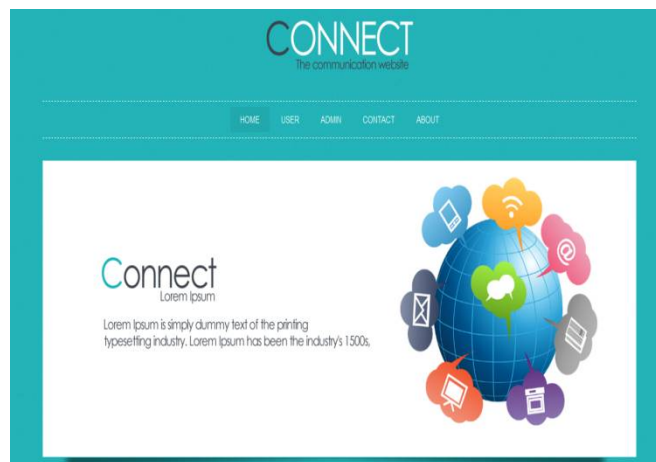 CONNECT
The communication website
HOME USER ADMIN CONTACT ABOUT
Connect
Lorem Ipsum
Lorem Ipsum is simply dummy text of the printing
typesetting industry. Lorem Ipsum has been the industry's 1500s,
@